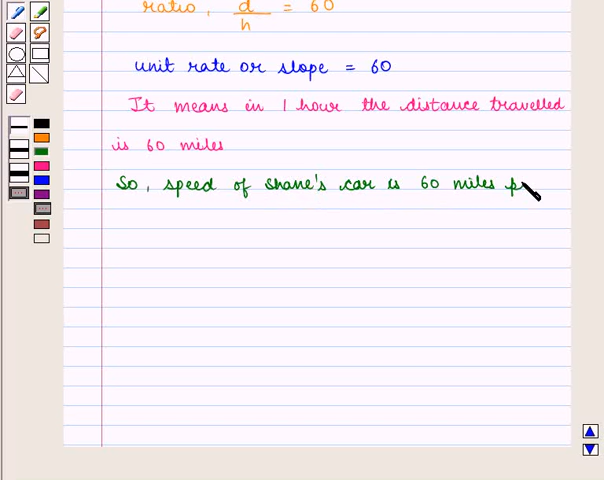 ratio, d/h = 60
unit rate or slope = 60
It means in 1 hour the distance travelled
is 60 miles
So, speed of Shane's car is 60 miles p